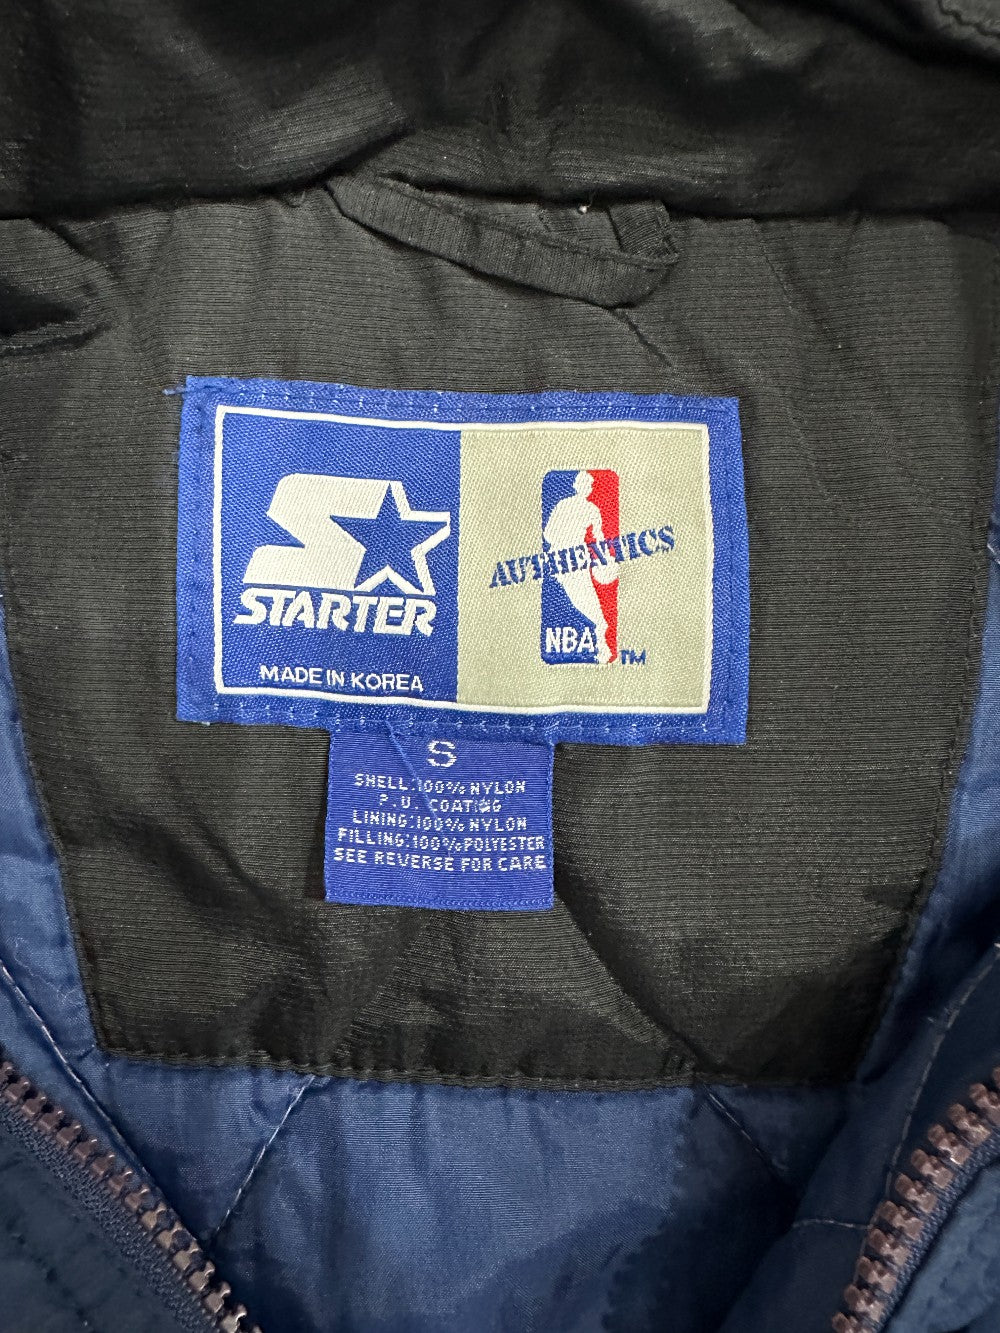 STARTER
MADE IN KOREA
AUTHENTICS
NBA
TM
S
SHELL:100% NYLON
P.U. COATING
LINING:100% NYLON
FILLING:100%POLYESTER
SEE REVERSE FOR CARE